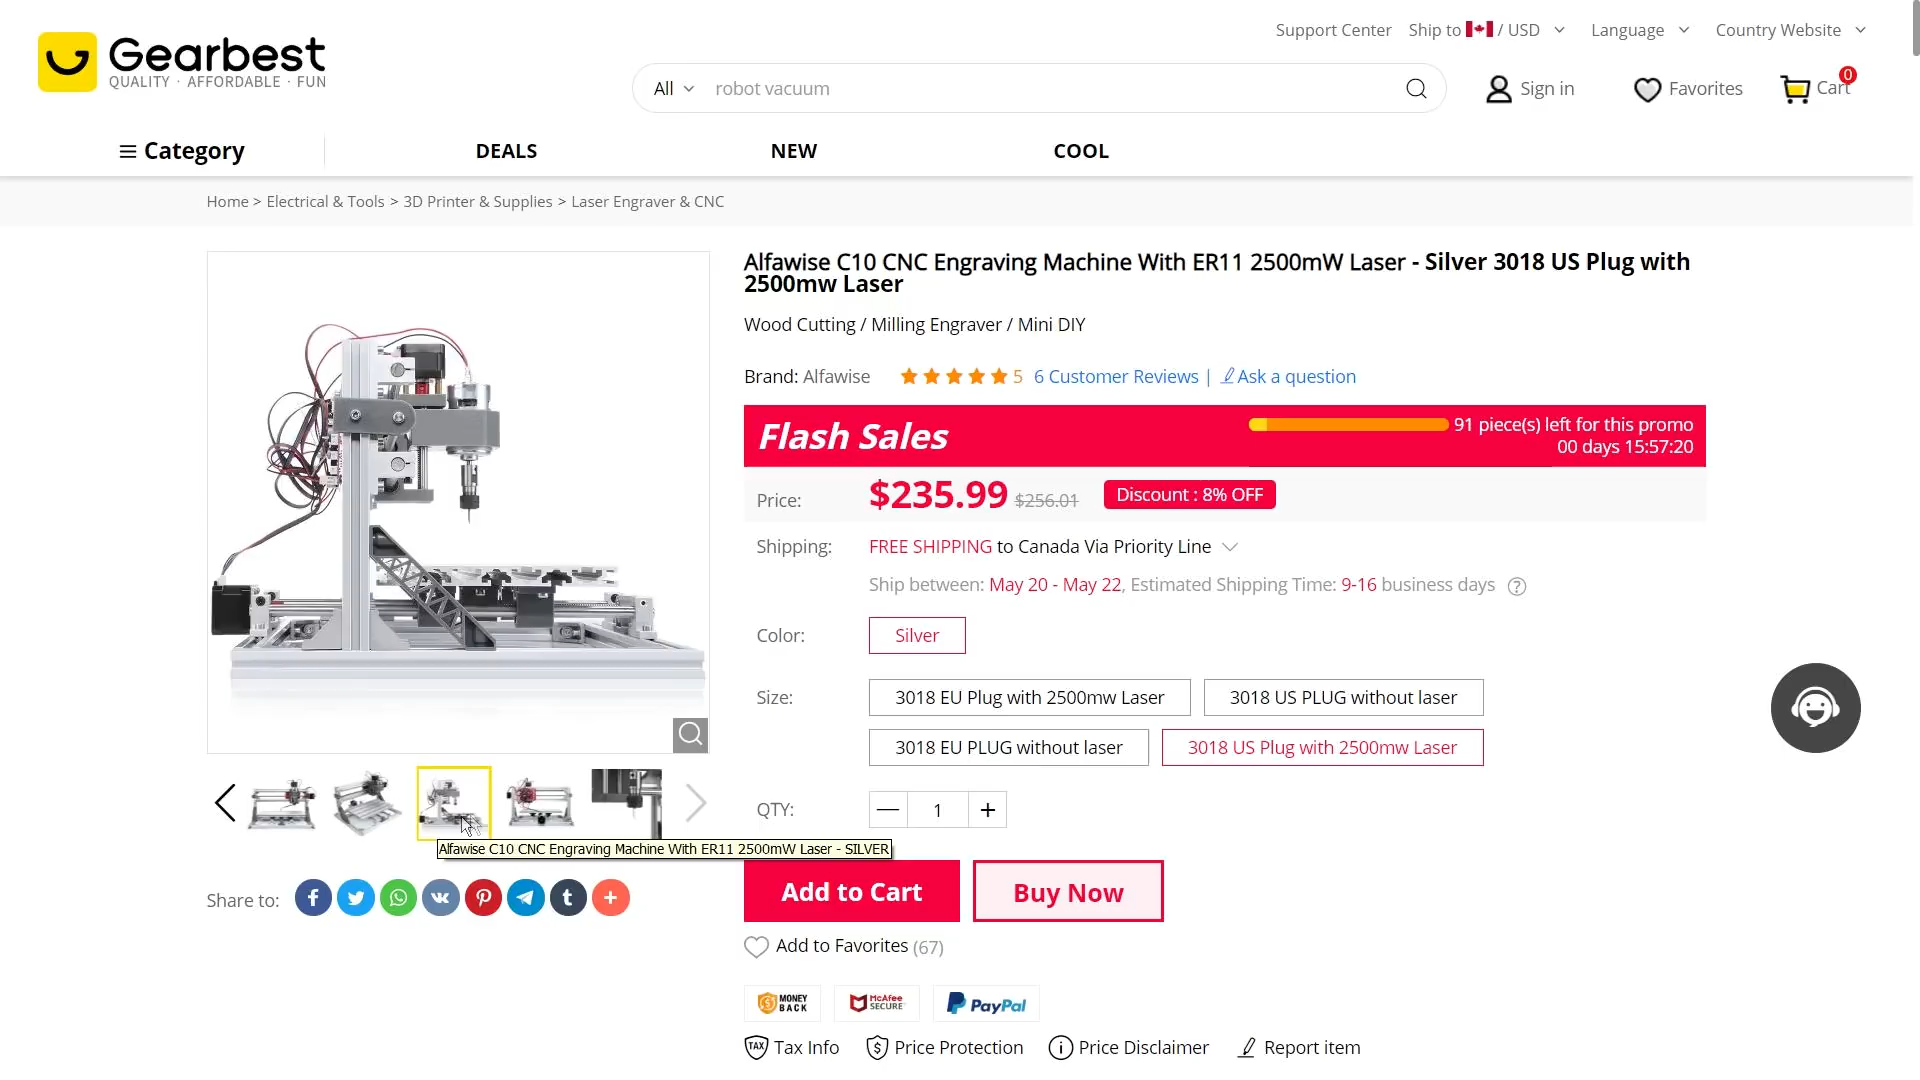 Support Center Ship to / USD Language Country Website
Gearbest
QUALITY · AFFORDABLE · FUN
All robot vacuum
Sign in
Favorites
0
Cart
Category DEALS NEW COOL
Home > Electrical & Tools > 3D Printer & Supplies > Laser Engraver & CNC
Alfawise C10 CNC Engraving Machine With ER11 2500mW Laser - Silver 3018 US Plug with
2500mw Laser
Wood Cutting / Milling Engraver / Mini DIY
Brand: Alfawise 5 6 Customer Reviews | Ask a question
Flash Sales
91 piece(s) left for this promo
00 days 15:57:20
Price: $235.99 $256.01 Discount : 8% OFF
Shipping: FREE SHIPPING to Canada Via Priority Line
Ship between: May 20 - May 22, Estimated Shipping Time: 9-16 business days ?
Color: Silver
Size: 3018 EU Plug with 2500mw Laser 3018 US PLUG without laser
3018 EU PLUG without laser 3018 US Plug with 2500mw Laser
QTY: — 1 +
Alfawise C10 CNC Engraving Machine With ER11 2500mW Laser - SILVER
Share to:
Add to Cart Buy Now
Add to Favorites (67)
MONEY BACK
McAfee SECURE
PayPal
TAX Tax Info Price Protection Price Disclaimer Report item